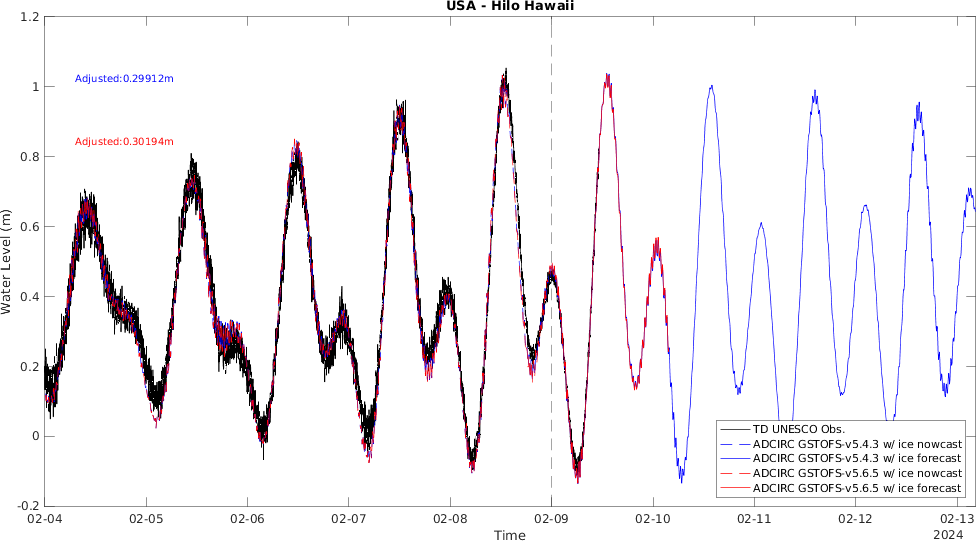 USA - Hilo Hawaii
Adjusted:0.29912m
Adjusted:0.30194m
Water Level (m)
1.2
1
0.8
0.6
0.4
0.2
0
-0.2
TD UNESCO Obs.
ADCIRC GSTOFS-v5.4.3 w/ ice nowcast
ADCIRC GSTOFS-v5.4.3 w/ ice forecast
ADCIRC GSTOFS-v5.6.5 w/ ice nowcast
ADCIRC GSTOFS-v5.6.5 w/ ice forecast
02-04 02-05 02-06 02-07 02-08 02-09 02-10 02-11 02-12 02-13
Time
2024